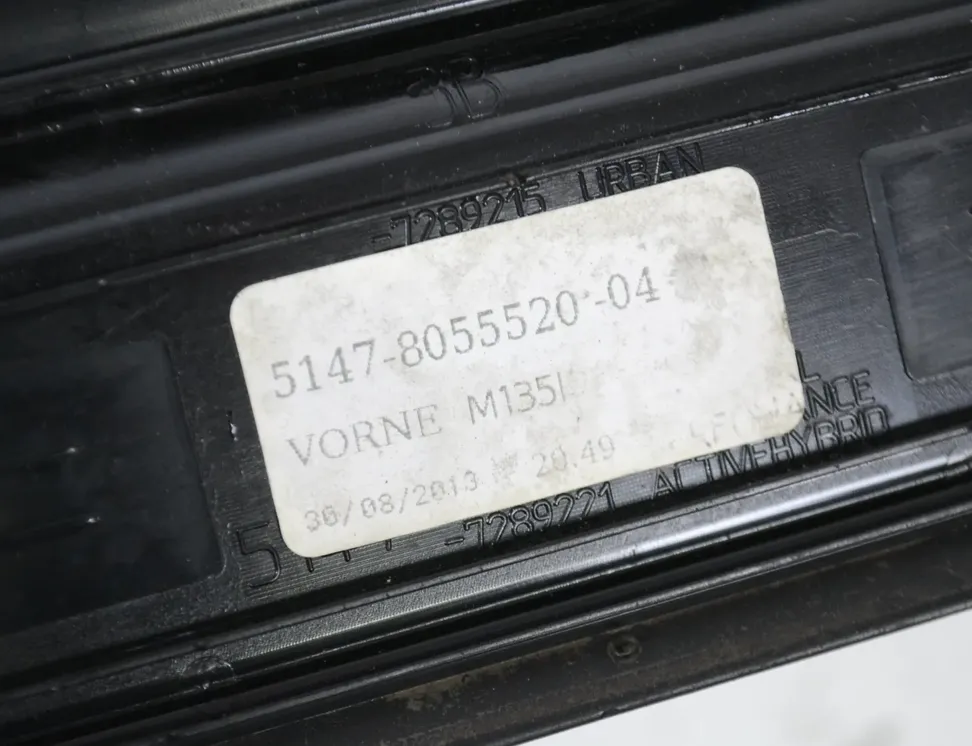 3B
-7289215 URBAN
5147-8055520-04
VORNE M135I
30/08/2013 20.49
-7289221 ACTIVEHYBRID